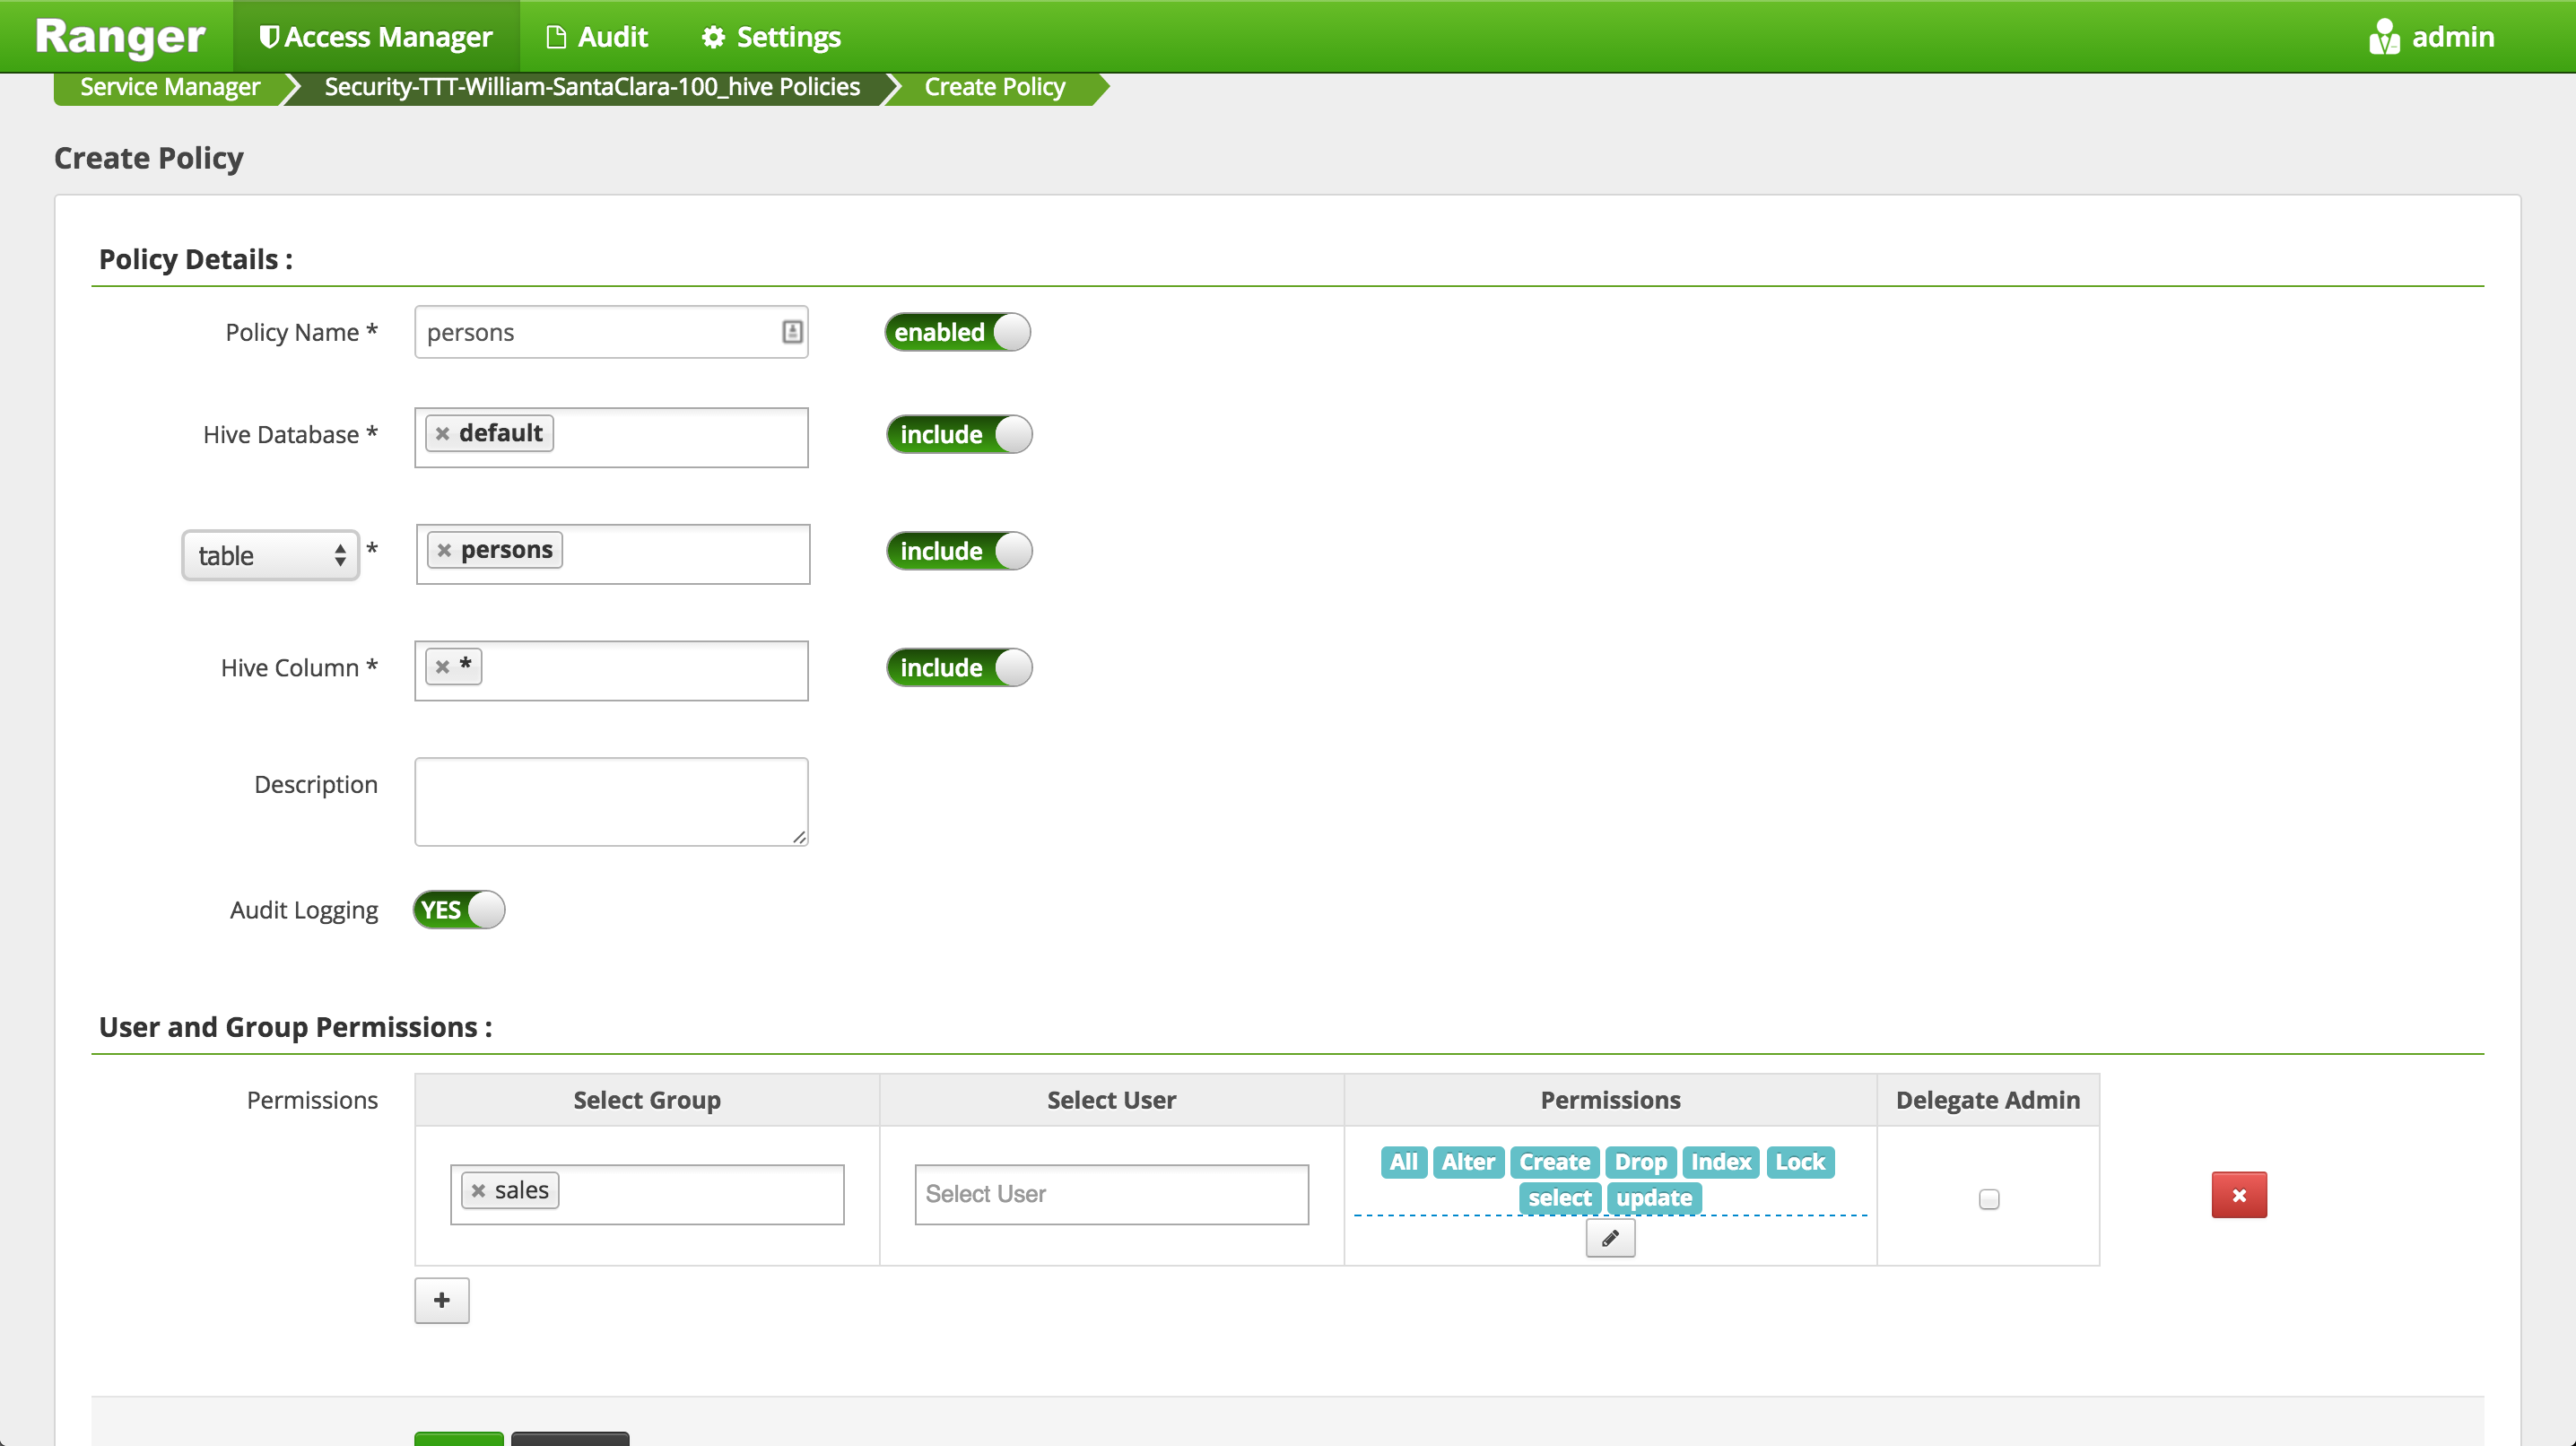 Ranger Access Manager Audit Settings admin
Service Manager Security-TTT-William-SantaClara-100_hive Policies Create Policy
Create Policy
Policy Details :
Policy Name * persons enabled
Hive Database * × default include
table * × persons include
Hive Column * × * include
Description
Audit Logging YES
User and Group Permissions :
Permissions Select Group Select User Permissions Delegate Admin
× sales Select User All Alter Create Drop Index Lock
select update
+